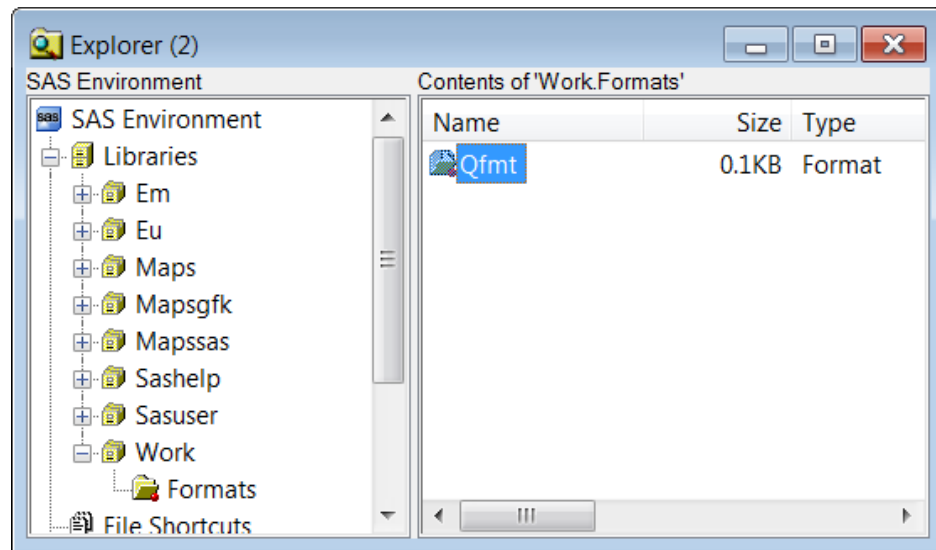 Explorer (2)
SAS Environment
Contents of 'Work.Formats'
sas SAS Environment
Libraries
Em
Eu
Maps
Mapsgfk
Mapssas
Sashelp
Sasuser
Work
Formats
File Shortcuts
Name Size Type
Qfmt 0.1KB Format